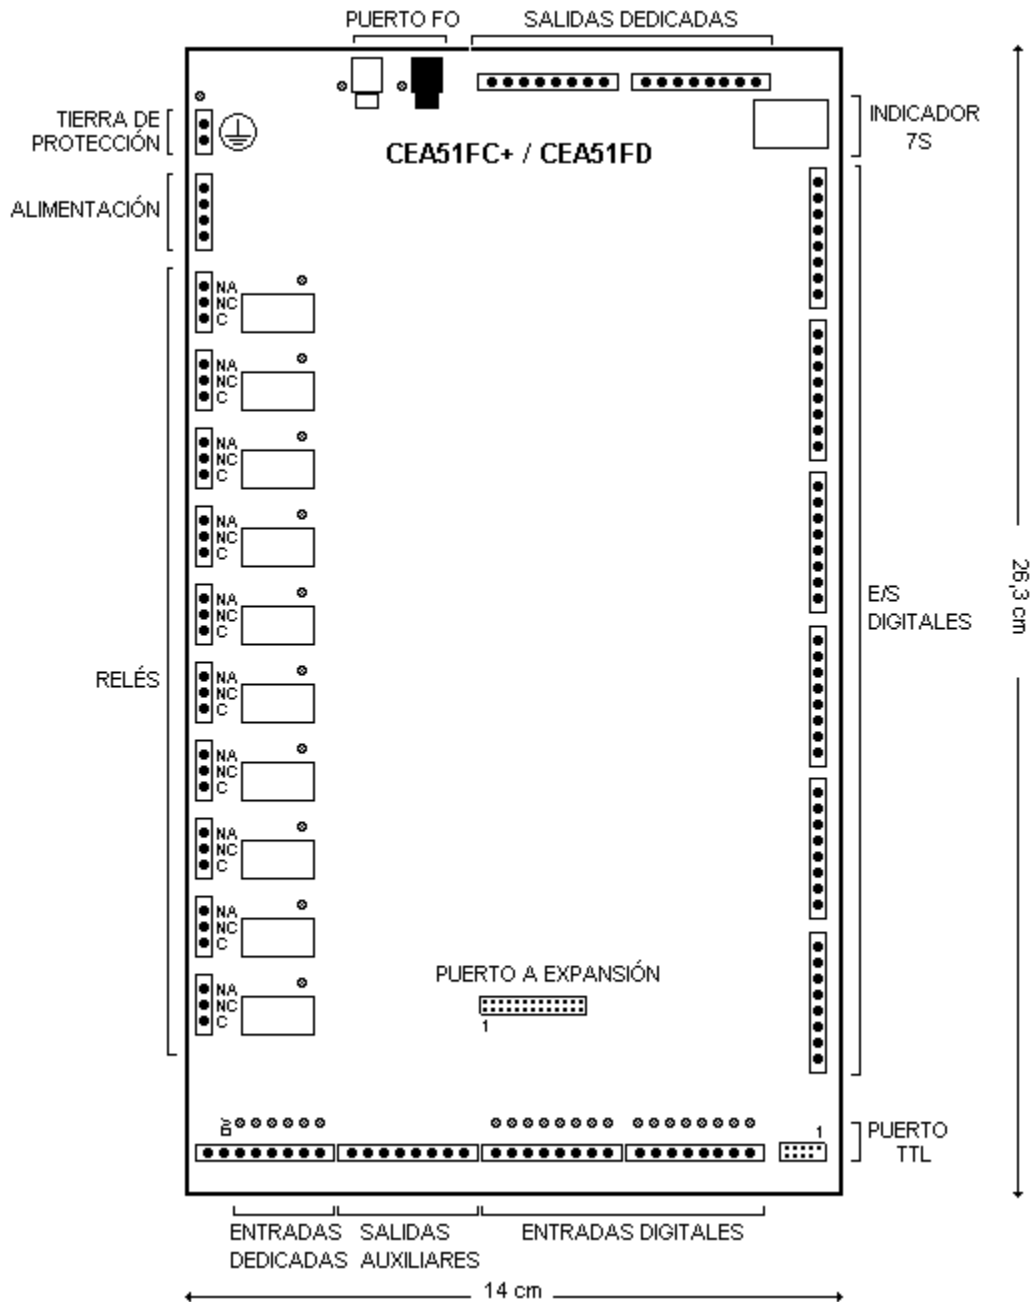 PUERTO FO
SALIDAS DEDICADAS
TIERRA DE
PROTECCIÓN
INDICADOR
7S
CEA51FC+ / CEA51FD
ALIMENTACIÓN
NA
NC
C
NA
NC
C
NA
NC
C
NA
NC
C
NA
NC
C
NA
NC
C
NA
NC
C
NA
NC
C
NA
NC
C
NA
NC
C
RELÉS
E/S
DIGITALES
26,3 cm
PUERTO A EXPANSIÓN
1
1
PUERTO
TTL
ENTRADAS
DEDICADAS
SALIDAS
AUXILIARES
ENTRADAS DIGITALES
14 cm